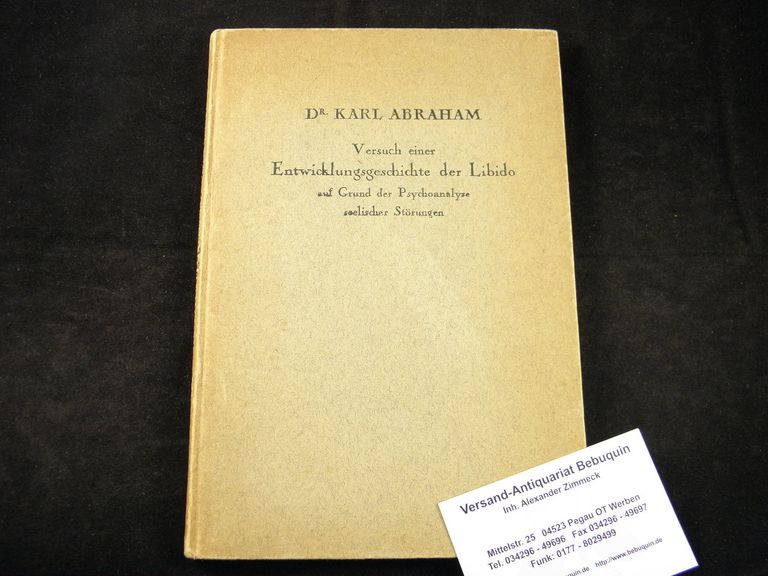 DR. KARL ABRAHAM
Versuch einer
Entwicklungsgeschichte der Libido
auf Grund der Psychoanalyse
seelischer Störungen
Versand-Antiquariat Bebuquin
Inh. Alexander Zimmeck
Mittelstr. 25 04523 Pegau OT Werben
Tel. 034296 - 49696 Fax 034296 - 49697
Funk: 0177 - 8029499
http://www.bebuquin.de